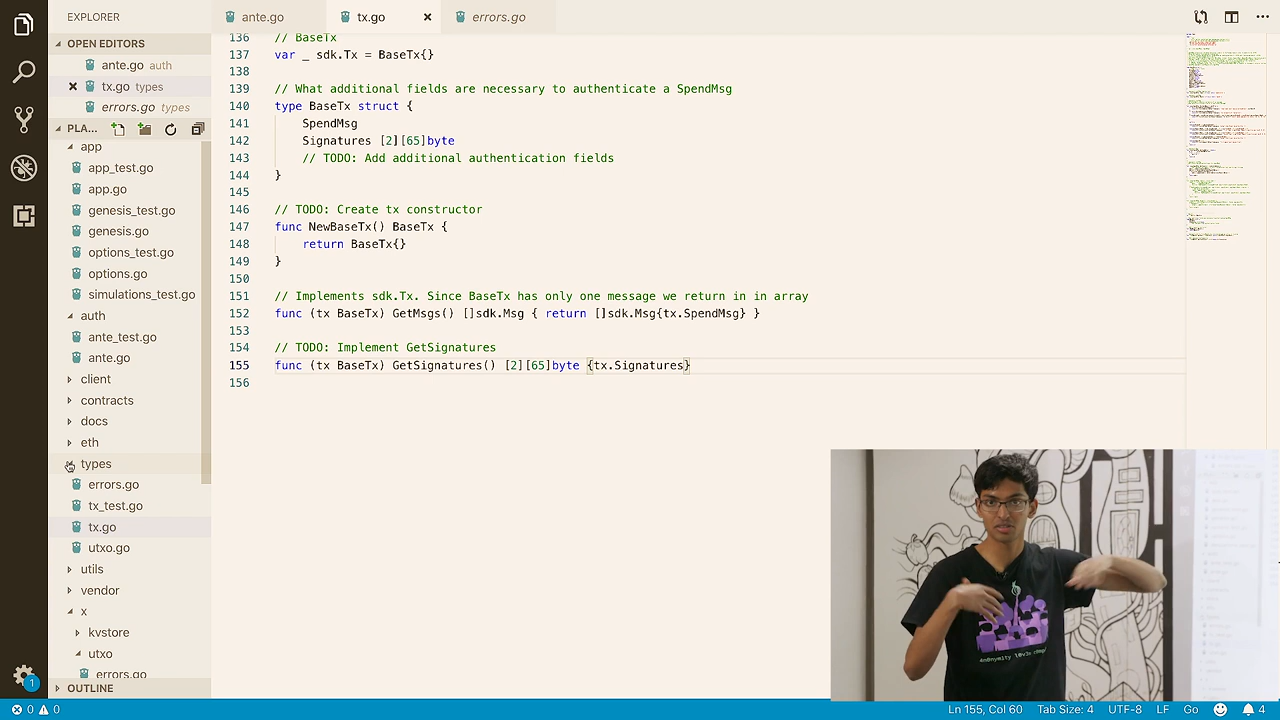 EXPLORER
ante.go
tx.go
errors.go
OPEN EDITORS
ante.go auth
tx.go types
errors.go types
PLA...
app
app_test.go
app.go
genesis_test.go
genesis.go
options_test.go
options.go
simulations_test.go
auth
ante_test.go
ante.go
client
contracts
docs
eth
types
errors.go
tx_test.go
tx.go
utxo.go
utils
vendor
x
kvstore
utxo
errors.go
OUTLINE
136 // BaseTx
137 var _ sdk.Tx = BaseTx{}
138
139 // What additional fields are necessary to authenticate a SpendMsg
140 type BaseTx struct {
141 SpendMsg
142 Signatures [2][65]byte
143 // TODO: Add additional authentication fields
144 }
145
146 // TODO: Create tx constructor
147 func NewBaseTx() BaseTx {
148 return BaseTx{}
149 }
150
151 // Implements sdk.Tx. Since BaseTx has only one message we return in in array
152 func (tx BaseTx) GetMsgs() []sdk.Msg { return []sdk.Msg{tx.SpendMsg} }
153
154 // TODO: Implement GetSignatures
155 func (tx BaseTx) GetSignatures() [2][65]byte {tx.Signatures}
156
1
0 0
Ln 155, Col 60 Tab Size: 4 UTF-8 LF Go 4